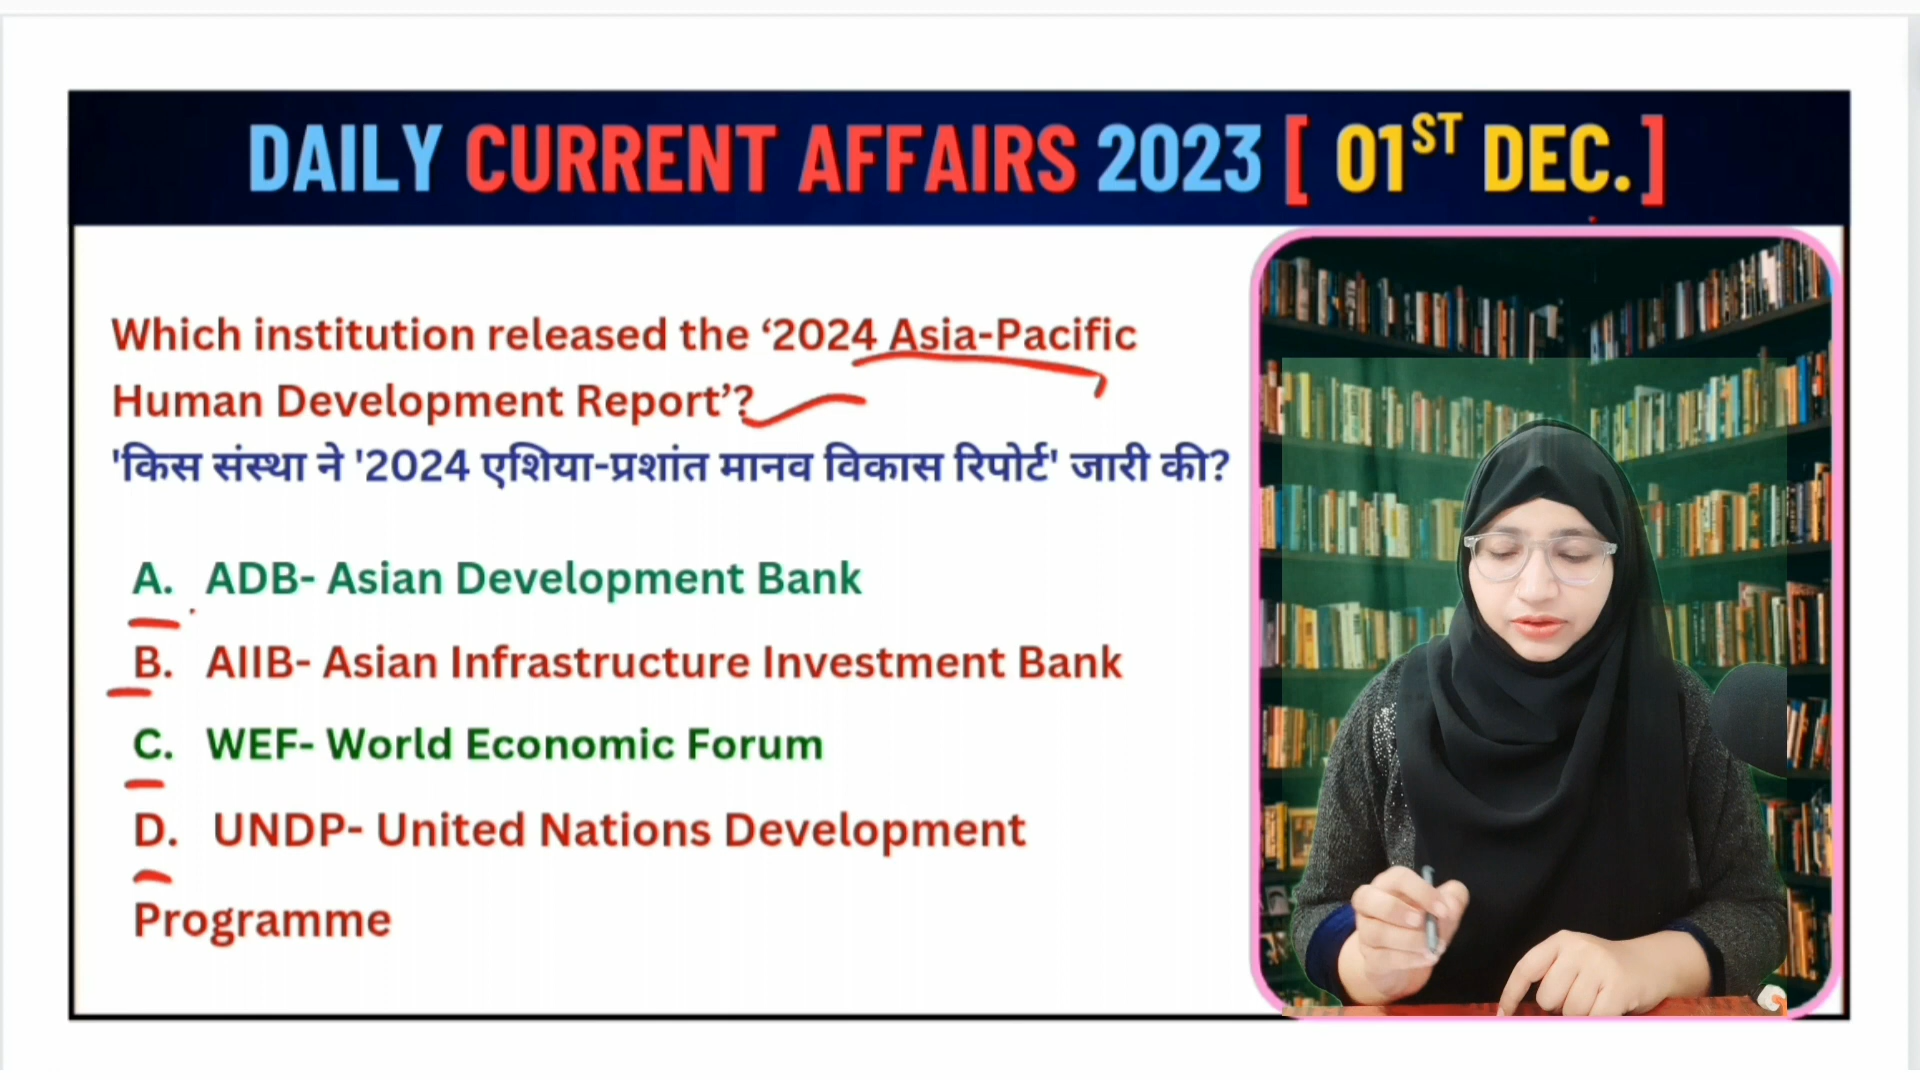 DAILY CURRENT AFFAIRS 2023 [ 01ST DEC. ]
Which institution released the ‘2024 Asia-Pacific
Human Development Report’?
'किस संस्था ने '2024 एशिया-प्रशांत मानव विकास रिपोर्ट' जारी की?
A. ADB- Asian Development Bank
B. AIIB- Asian Infrastructure Investment Bank
C. WEF- World Economic Forum
D. UNDP- United Nations Development
Programme